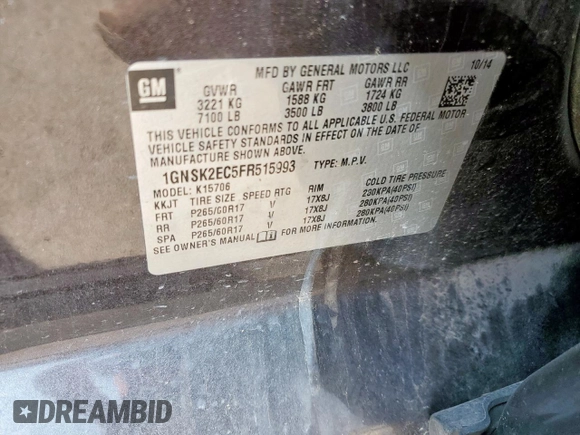 GM
MFD BY GENERAL MOTORS LLC 10/14
GVWR GAWR FRT GAWR RR
3221 KG 1588 KG 1724 KG
7100 LB 3500 LB 3800 LB
THIS VEHICLE CONFORMS TO ALL APPLICABLE U.S. FEDERAL MOTOR
VEHICLE SAFETY STANDARDS IN EFFECT ON THE DATE OF
MANUFACTURE SHOWN ABOVE.
1GNSK2EC5FR515993 TYPE: M.P.V.
MODEL: K15706
KKJT TIRE SIZE SPEED RTG RIM COLD TIRE PRESSURE
FRT P265/60R17 V 17X8J 230KPA(40PSI)
RR P265/60R17 V 17X8J 280KPA(40PSI)
SPA P265/60R17 V 17X8J 280KPA(40PSI)
SEE OWNER'S MANUAL FOR ADDITIONAL INFORMATION.
DREAMBID